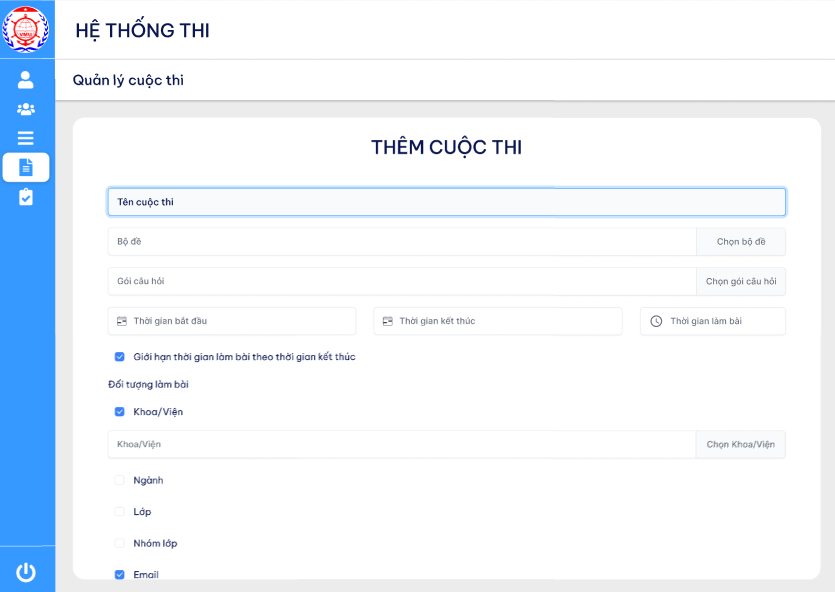 HỆ THỐNG THI
Quản lý cuộc thi
THÊM CUỘC THI
Tên cuộc thi
Bộ đề
Chọn bộ đề
Gói câu hỏi
Chọn gói câu hỏi
Thời gian bắt đầu
Thời gian kết thúc
Thời gian làm bài
Giới hạn thời gian làm bài theo thời gian kết thúc
Đối tượng làm bài
Khoa/Viện
Khoa/Viện
Chọn Khoa/Viện
Ngành
Lớp
Nhóm lớp
Email